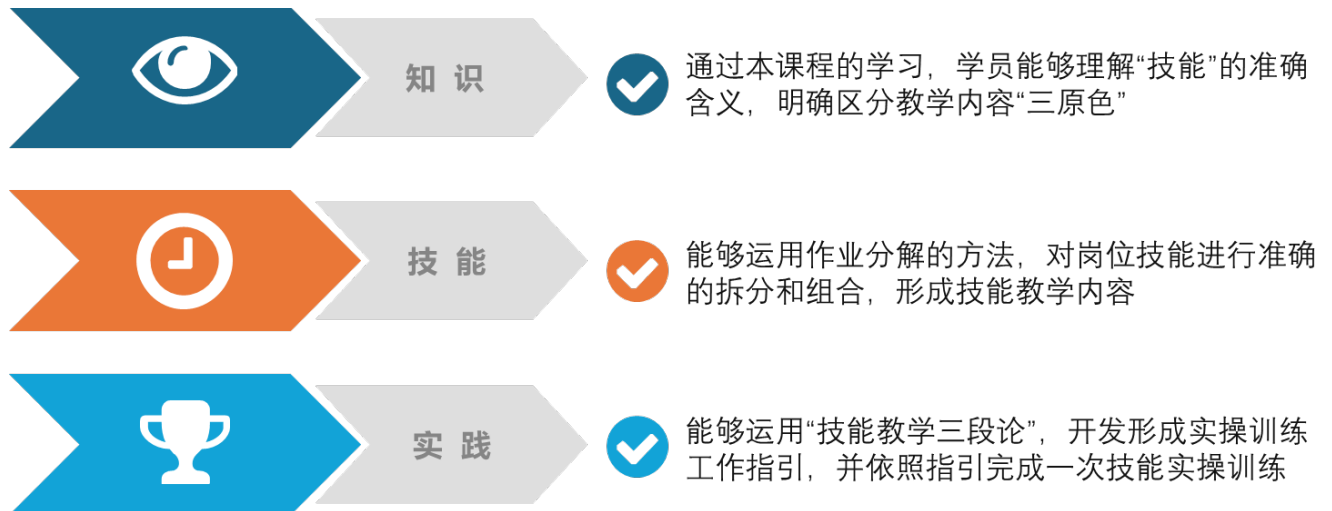 知 识
通过本课程的学习，学员能够理解“技能”的准确
含义，明确区分教学内容“三原色”
技 能
能够运用作业分解的方法，对岗位技能进行准确
的拆分和组合，形成技能教学内容
实 践
能够运用“技能教学三段论”，开发形成实操训练
工作指引，并依照指引完成一次技能实操训练